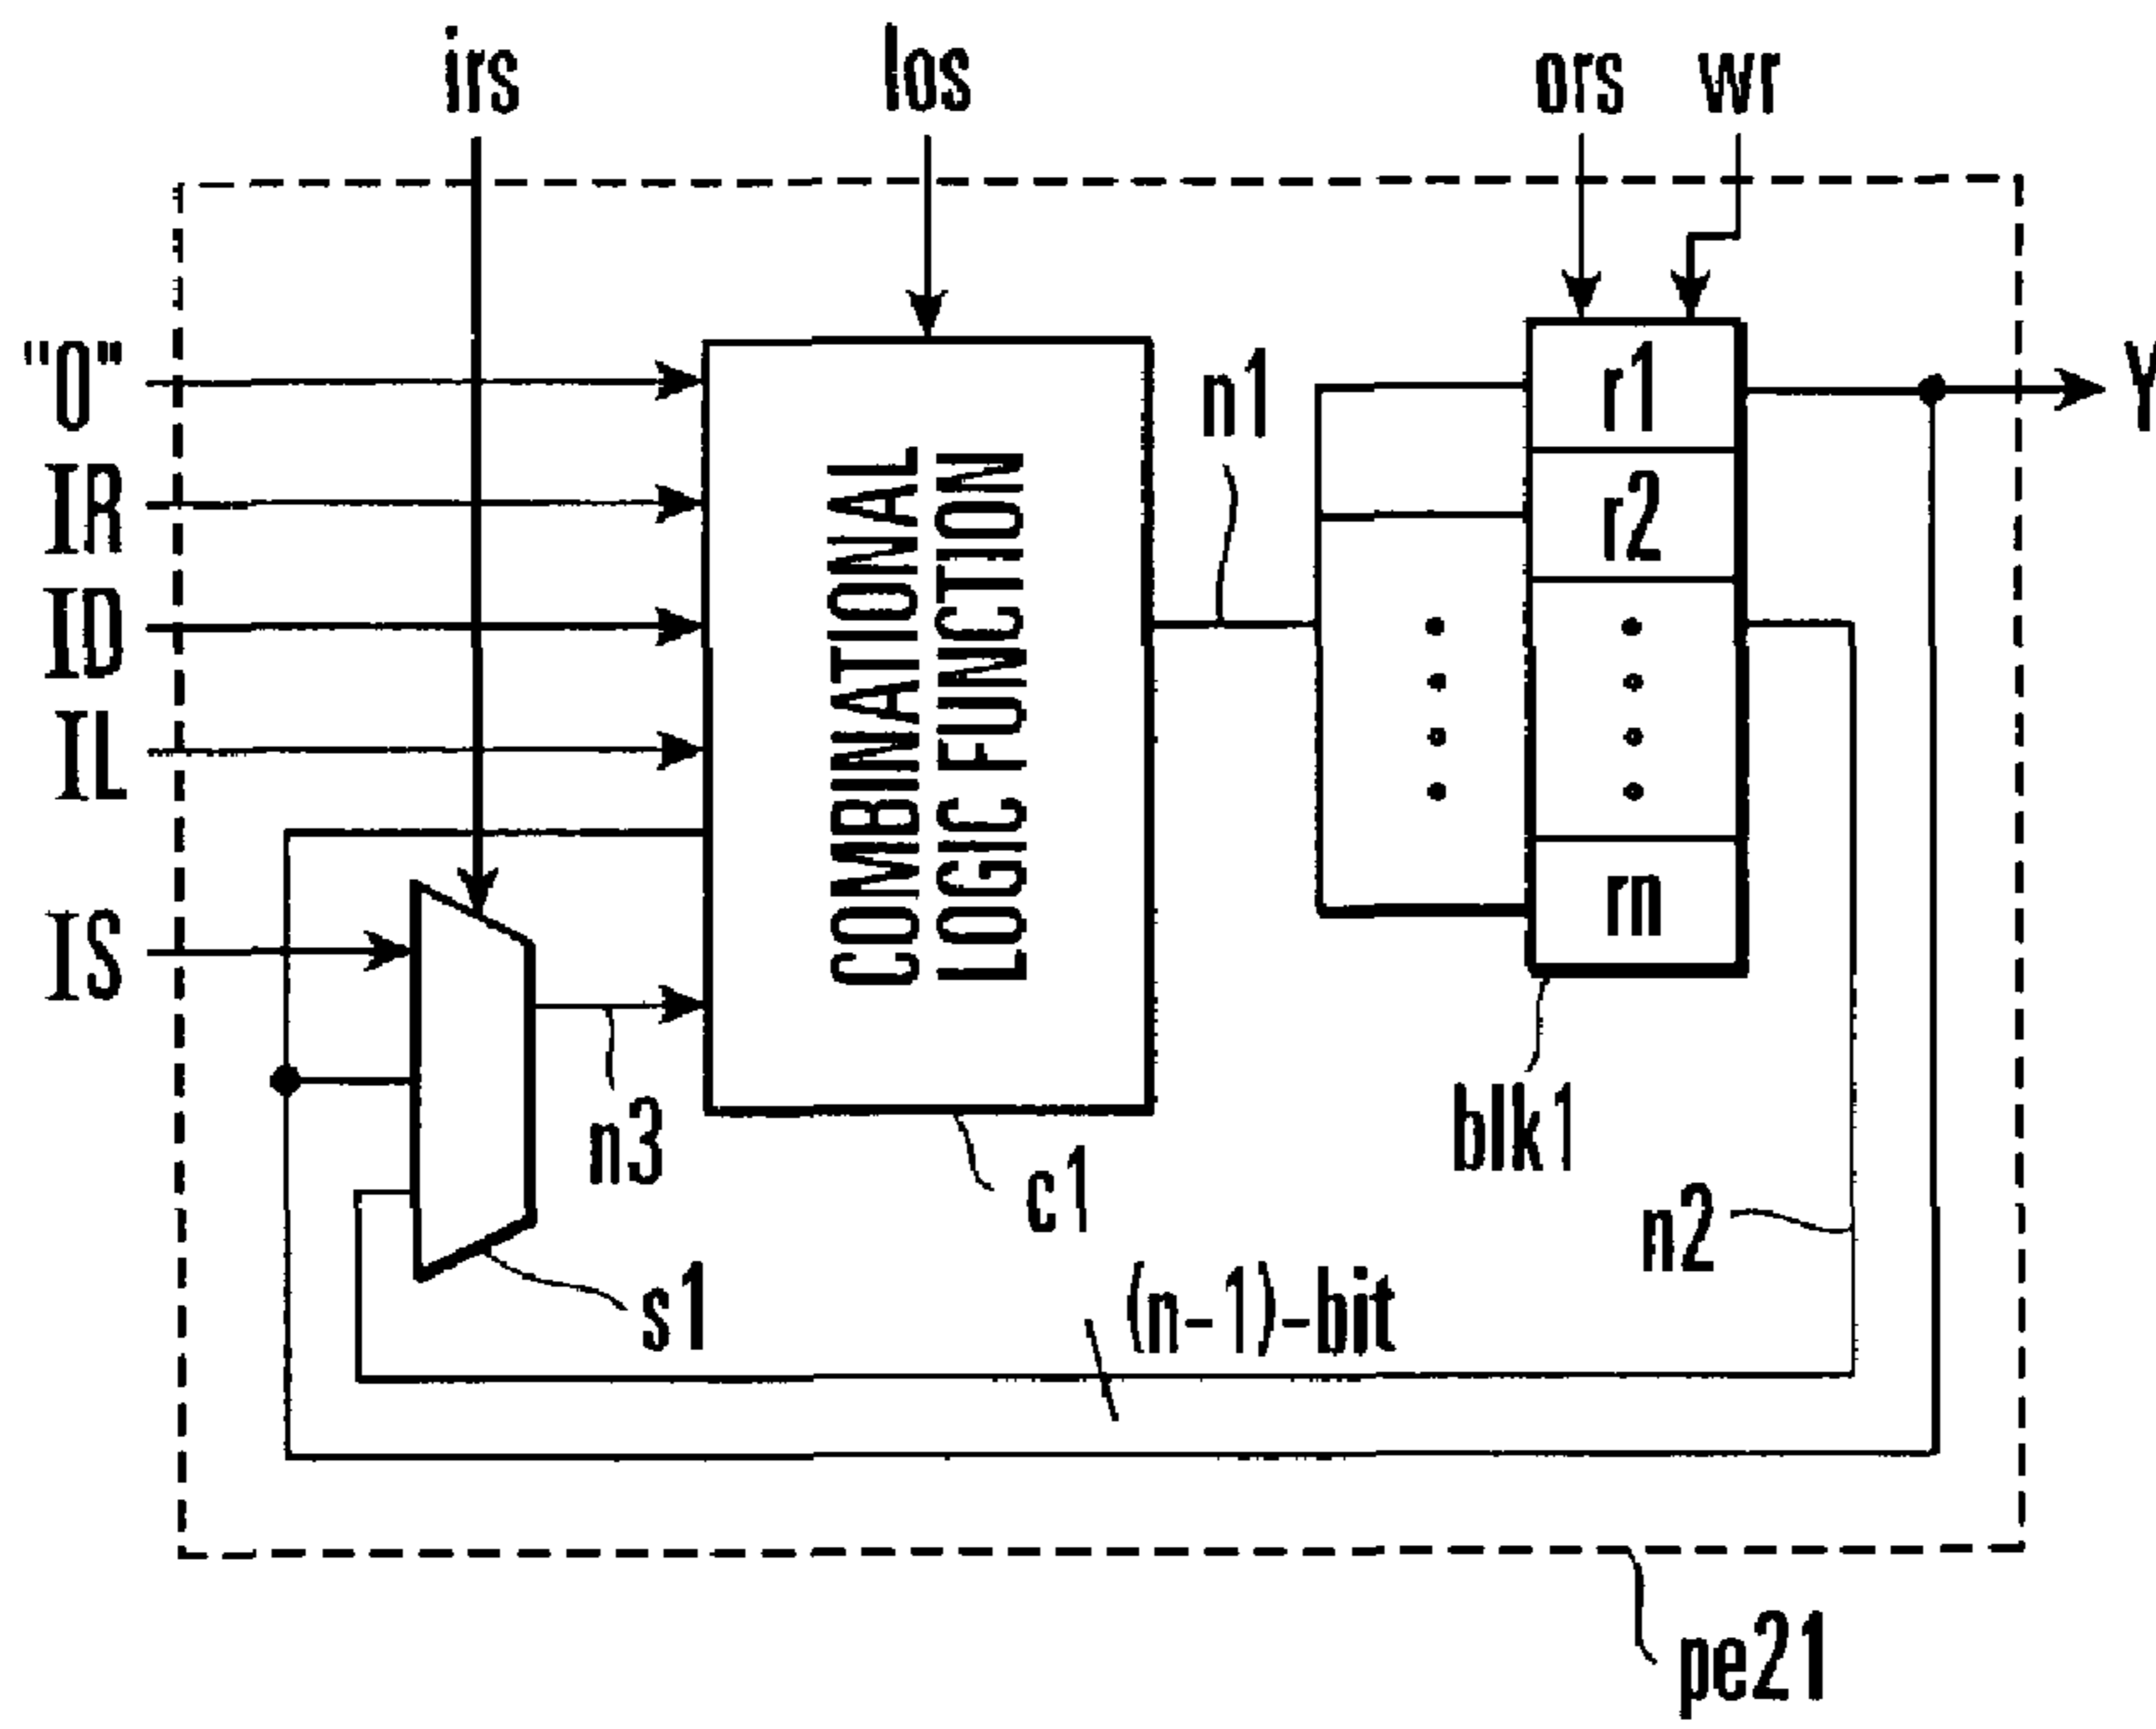 irs
los
ors
wr
"0"
IR
ID
IL
IS
COMBINATIONAL
LOGIC FUNCTION
n1
r1
r2
rn
Y
n3
c1
blk1
n2
s1
(n-1)-bit
pe21